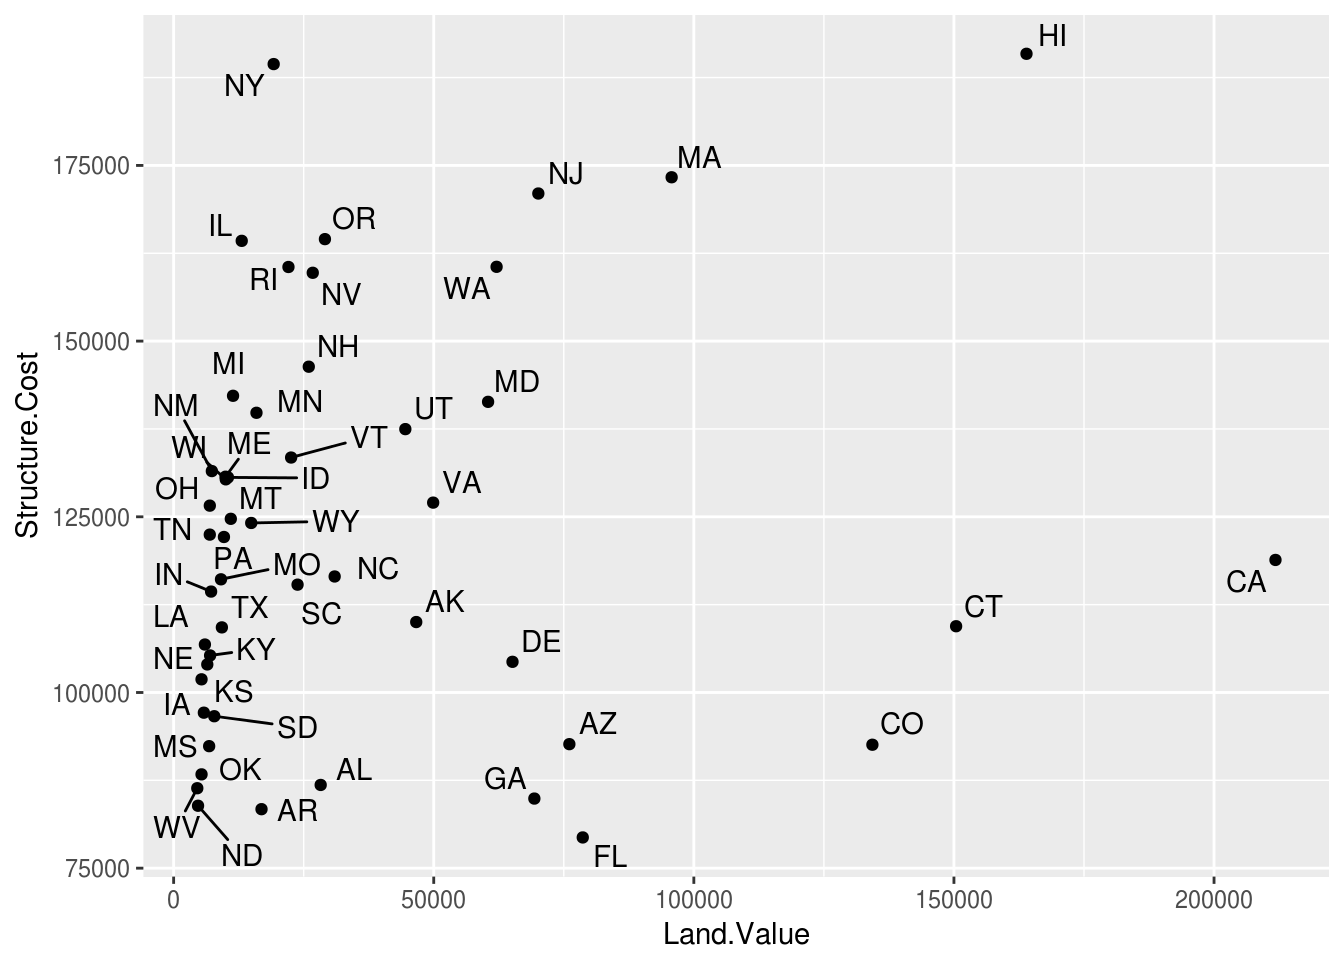 HI
NY
MA
175000
NJ
IL
OR
RI
NV
WA
150000
NH
MI
MD
NM
MN
UT
WI
ME
VT
ID
OH
MT
VA
125000
TN
WY
PA
MO
NC
IN
CA
TX
SC
AK
CT
LA
DE
NE
KY
100000
KS
IA
SD
AZ
CO
MS
OK
AL
GA
AR
WV
ND
FL
75000
0
50000
100000
150000
200000
Land.Value
Structure.Cost